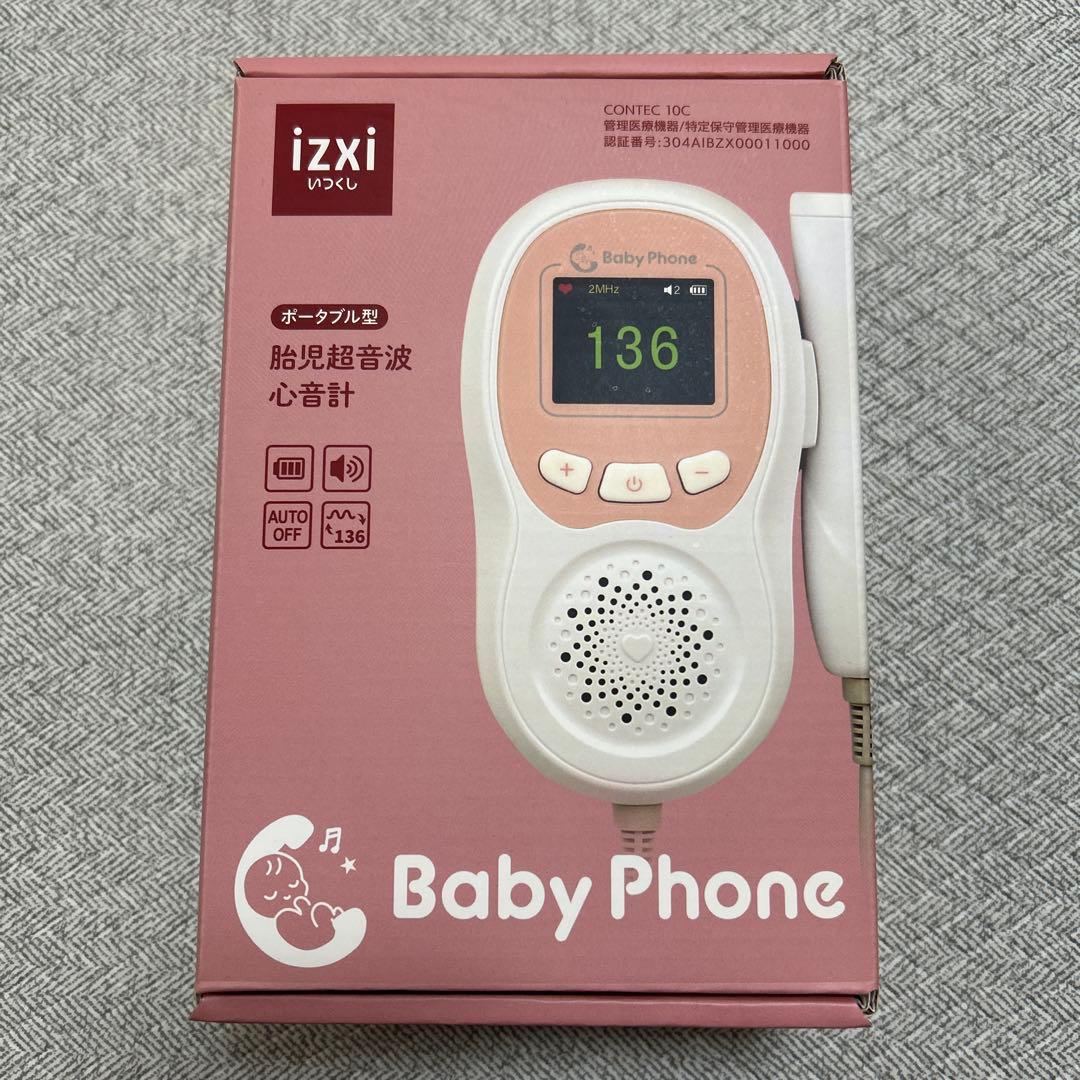 izxi
いつくし
CONTEC 10C
管理医療機器/特定保守管理医療機器
認証番号:304AIBZX00011000
Baby Phone
2MHz
2
136
ポータブル型
胎児超音波
心音計
AUTO
OFF
136
Baby Phone